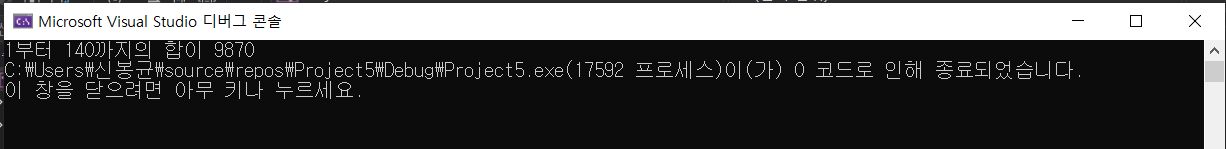 Microsoft Visual Studio 디버그 콘솔
1부터 140까지의 합이 9870
C:\Users\신봉균\source\repos\Project5\Debug\Project5.exe(17592 프로세스)이(가) 0 코드로 인해 종료되었습니다.
이 창을 닫으려면 아무 키나 누르세요.